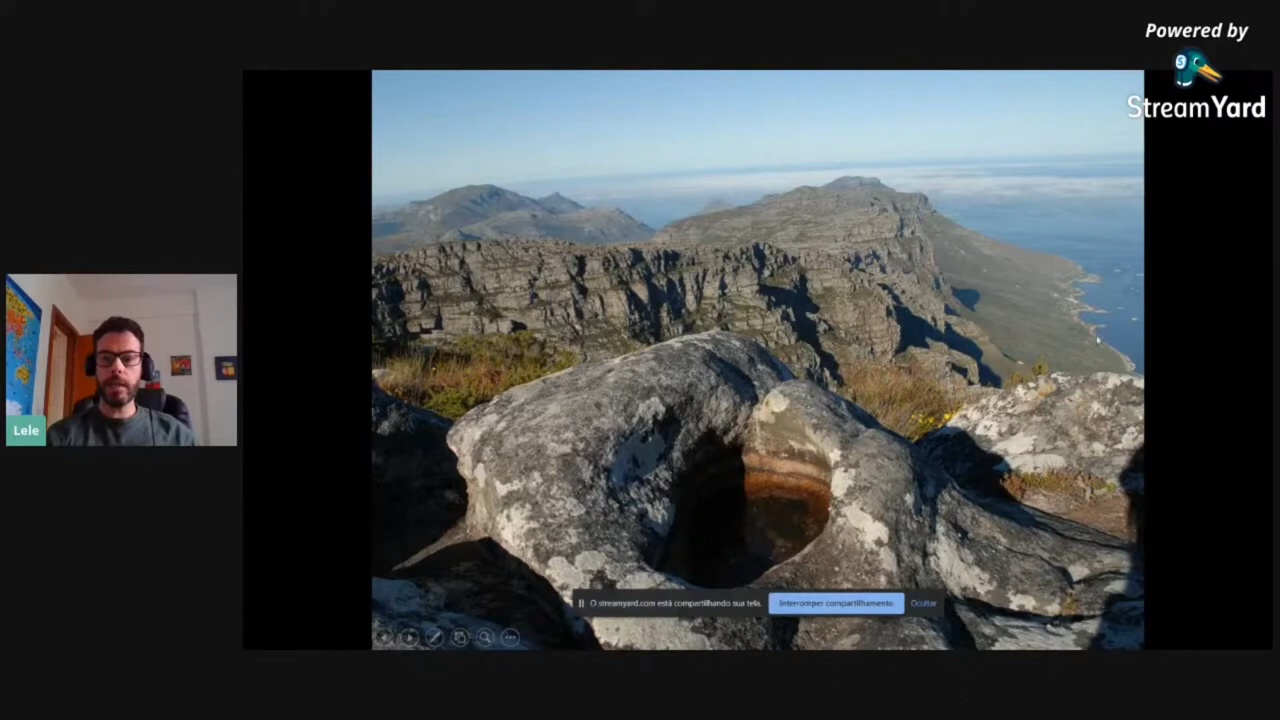 Powered by
StreamYard
Lele
O streamyard.com está compartilhando sua tela.
Interromper compartilhamento
Ocultar